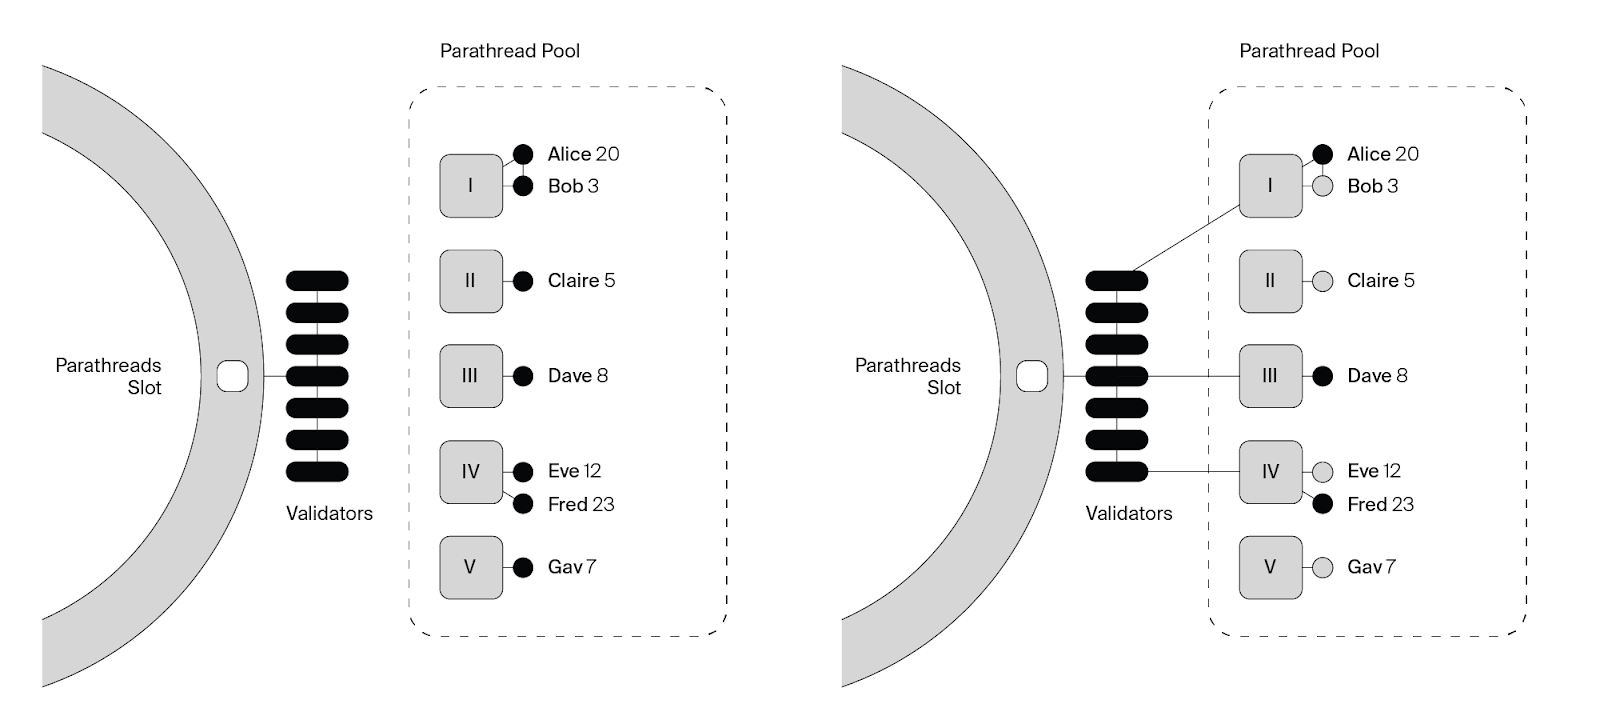 Parathread Pool
I
Alice 20
Bob 3
II
Claire 5
Parathreads
Slot
III
Dave 8
IV
Eve 12
Fred 23
Validators
V
Gav 7
Parathread Pool
I
Alice 20
Bob 3
II
Claire 5
Parathreads
Slot
III
Dave 8
IV
Eve 12
Fred 23
Validators
V
Gav 7